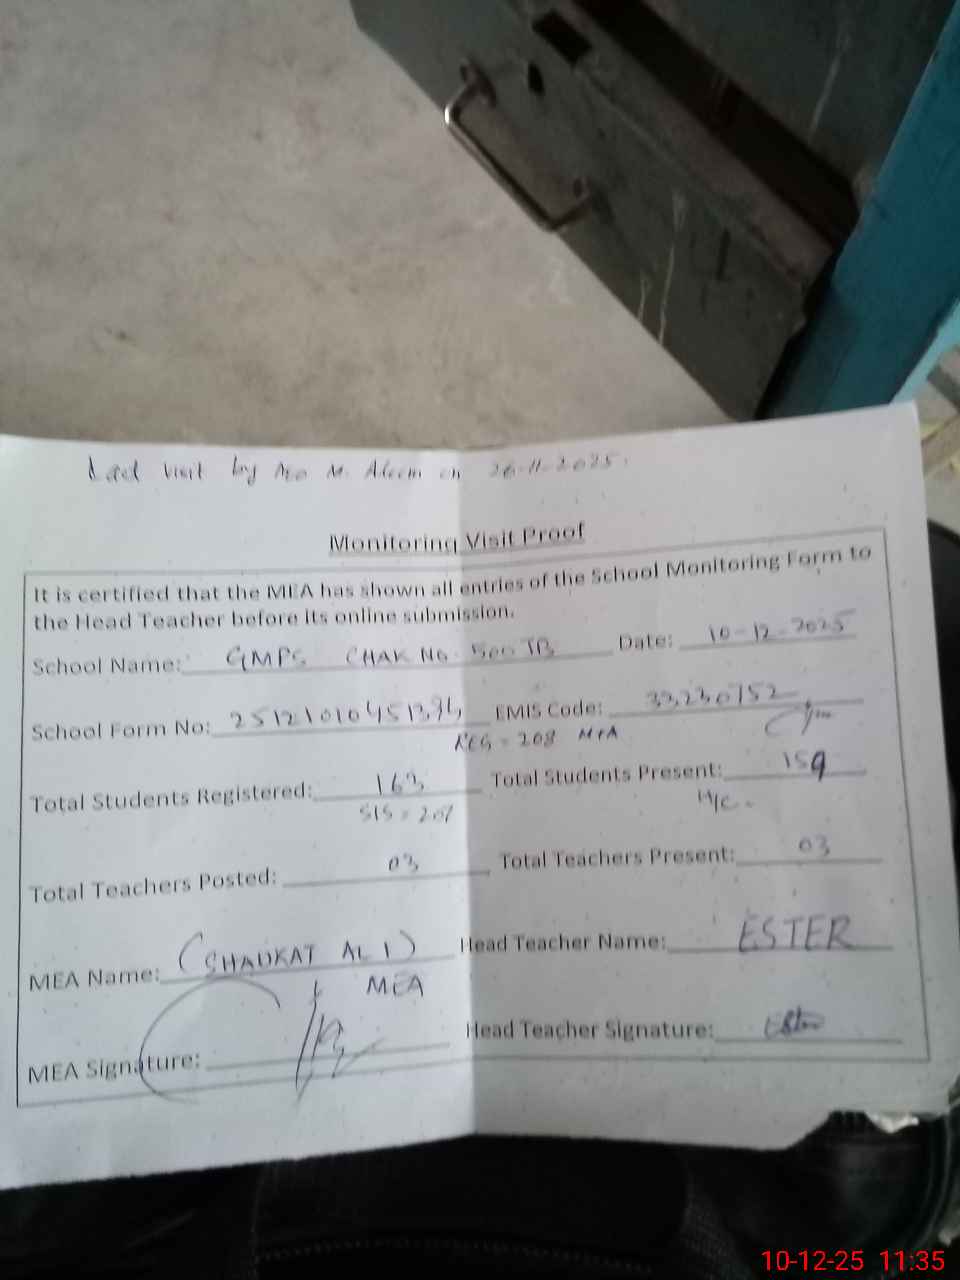 Last visit by AEO M. Aleem on 26-11-2025.
Monitoring Visit Proof
It is certified that the MEA has shown all entries of the School Monitoring Form to
the Head Teacher before its online submission.
School Name: GMPS CHAK NO. 500 JB Date: 10-12-2025
School Form No: EMIS Code: 33230752
REG = 208 MEA
Total Students Registered: 163 Total Students Present: 159
SIS = H/C.
Total Teachers Posted: 03 Total Teachers Present: 03
MEA Name: (SHAUKAT ALI) Head Teacher Name: ESTER
MEA
MEA Signature: Head Teacher Signature: Ester
10-12-25 11:35